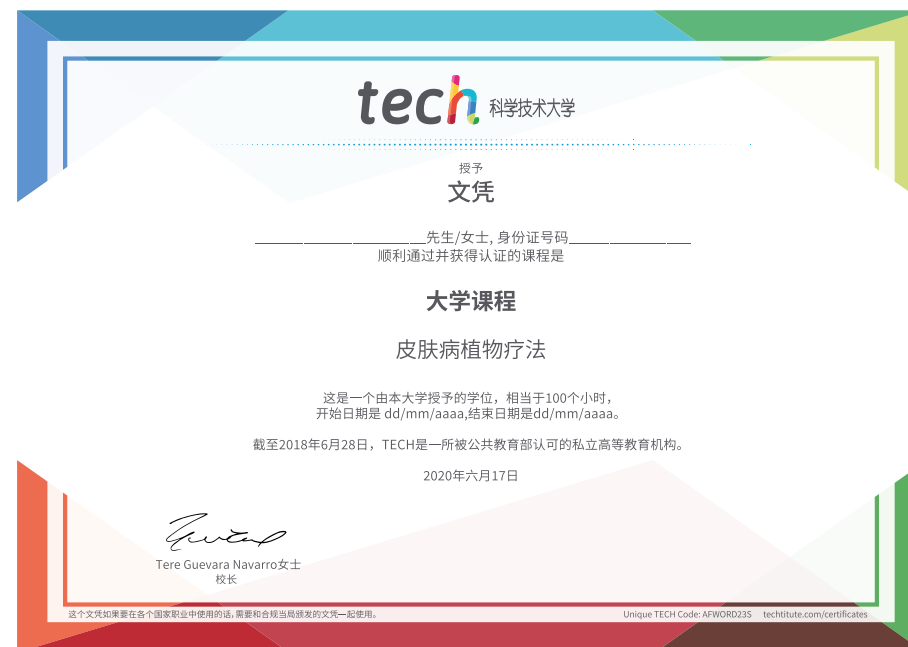 tech 科学技术大学
授予
文凭
先生/女士, 身份证号码
顺利通过并获得认证的课程是
大学课程
皮肤病植物疗法
这是一个由本大学授予的学位，相当于100个小时，
开始日期是 dd/mm/aaaa,结束日期是dd/mm/aaaa。
截至2018年6月28日，TECH是一所被公共教育部认可的私立高等教育机构。
2020年六月17日
Tere Guevara Navarro女士
校长
这个文凭如果要在各个国家职业中使用的话,需要和合规当局颁发的文凭一起使用。
Unique TECH Code: AFWORD23S techtitute.com/certificates